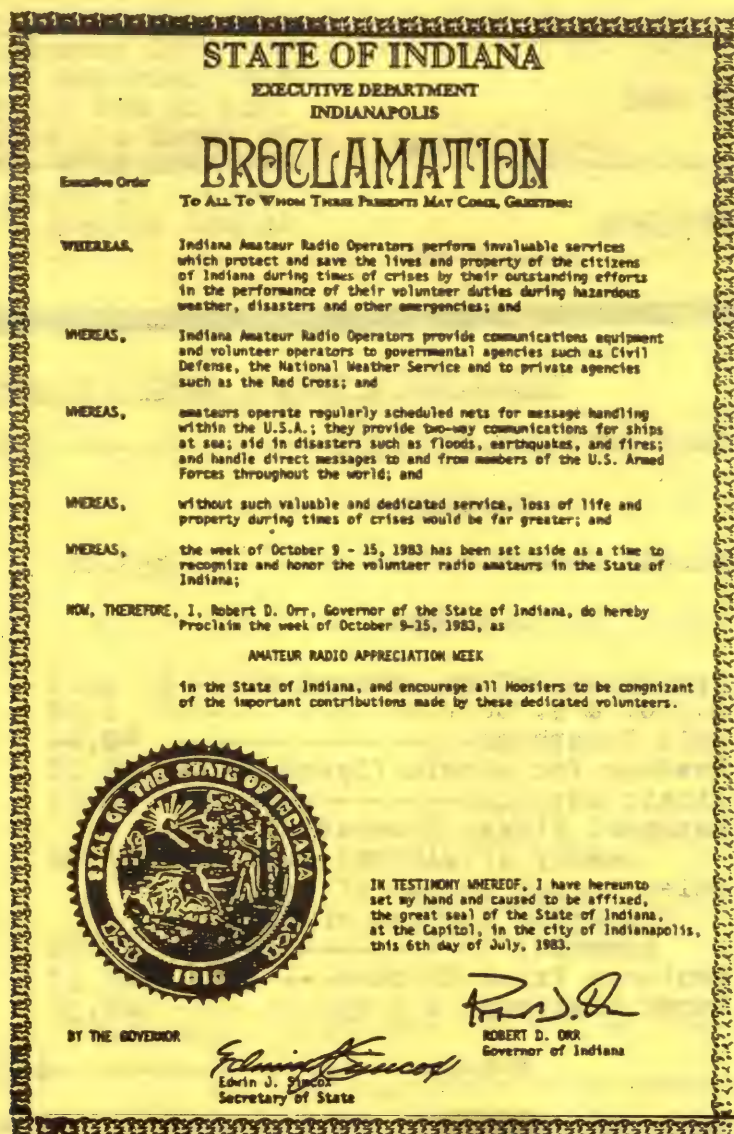 STATE OF INDIANA
EXECUTIVE DEPARTMENT
INDIANAPOLIS
PROCLAMATION
Executive Order
TO ALL TO WHOM THESE PRESENTS MAY COME, GREETING:
WHEREAS, Indiana Amateur Radio Operators perform invaluable services
which protect and save the lives and property of the citizens
of Indiana during times of crises by their outstanding efforts
in the performance of their volunteer duties during hazardous
weather, disasters and other emergencies; and
WHEREAS, Indiana Amateur Radio Operators provide communications equipment
and volunteer operators to governmental agencies such as Civil
Defense, the National Weather Service and to private agencies
such as the Red Cross; and
WHEREAS, amateurs operate regularly scheduled nets for message handling
within the U.S.A.; they provide two-way communications for ships
at sea; aid in disasters such as floods, earthquakes, and fires;
and handle direct messages to and from members of the U.S. Armed
Forces throughout the world; and
WHEREAS, without such valuable and dedicated service, loss of life and
property during times of crises would be far greater; and
WHEREAS, the week of October 9 - 15, 1983 has been set aside as a time to
recognize and honor the volunteer radio amateurs in the State of
Indiana;
NOW, THEREFORE, I, Robert D. Orr, Governor of the State of Indiana, do hereby
Proclaim the week of October 9-15, 1983, as
AMATEUR RADIO APPRECIATION WEEK
in the State of Indiana, and encourage all Hoosiers to be congnizant
of the important contributions made by these dedicated volunteers.
SEAL OF THE STATE OF INDIANA
1816
IN TESTIMONY WHEREOF, I have hereunto
set my hand and caused to be affixed,
the great seal of the State of Indiana,
at the Capitol, in the city of Indianapolis,
this 6th day of July, 1983.
BY THE GOVERNOR
ROBERT D. ORR
Governor of Indiana
Edwin J. Simcox
Edwin J. Simcox
Secretary of State